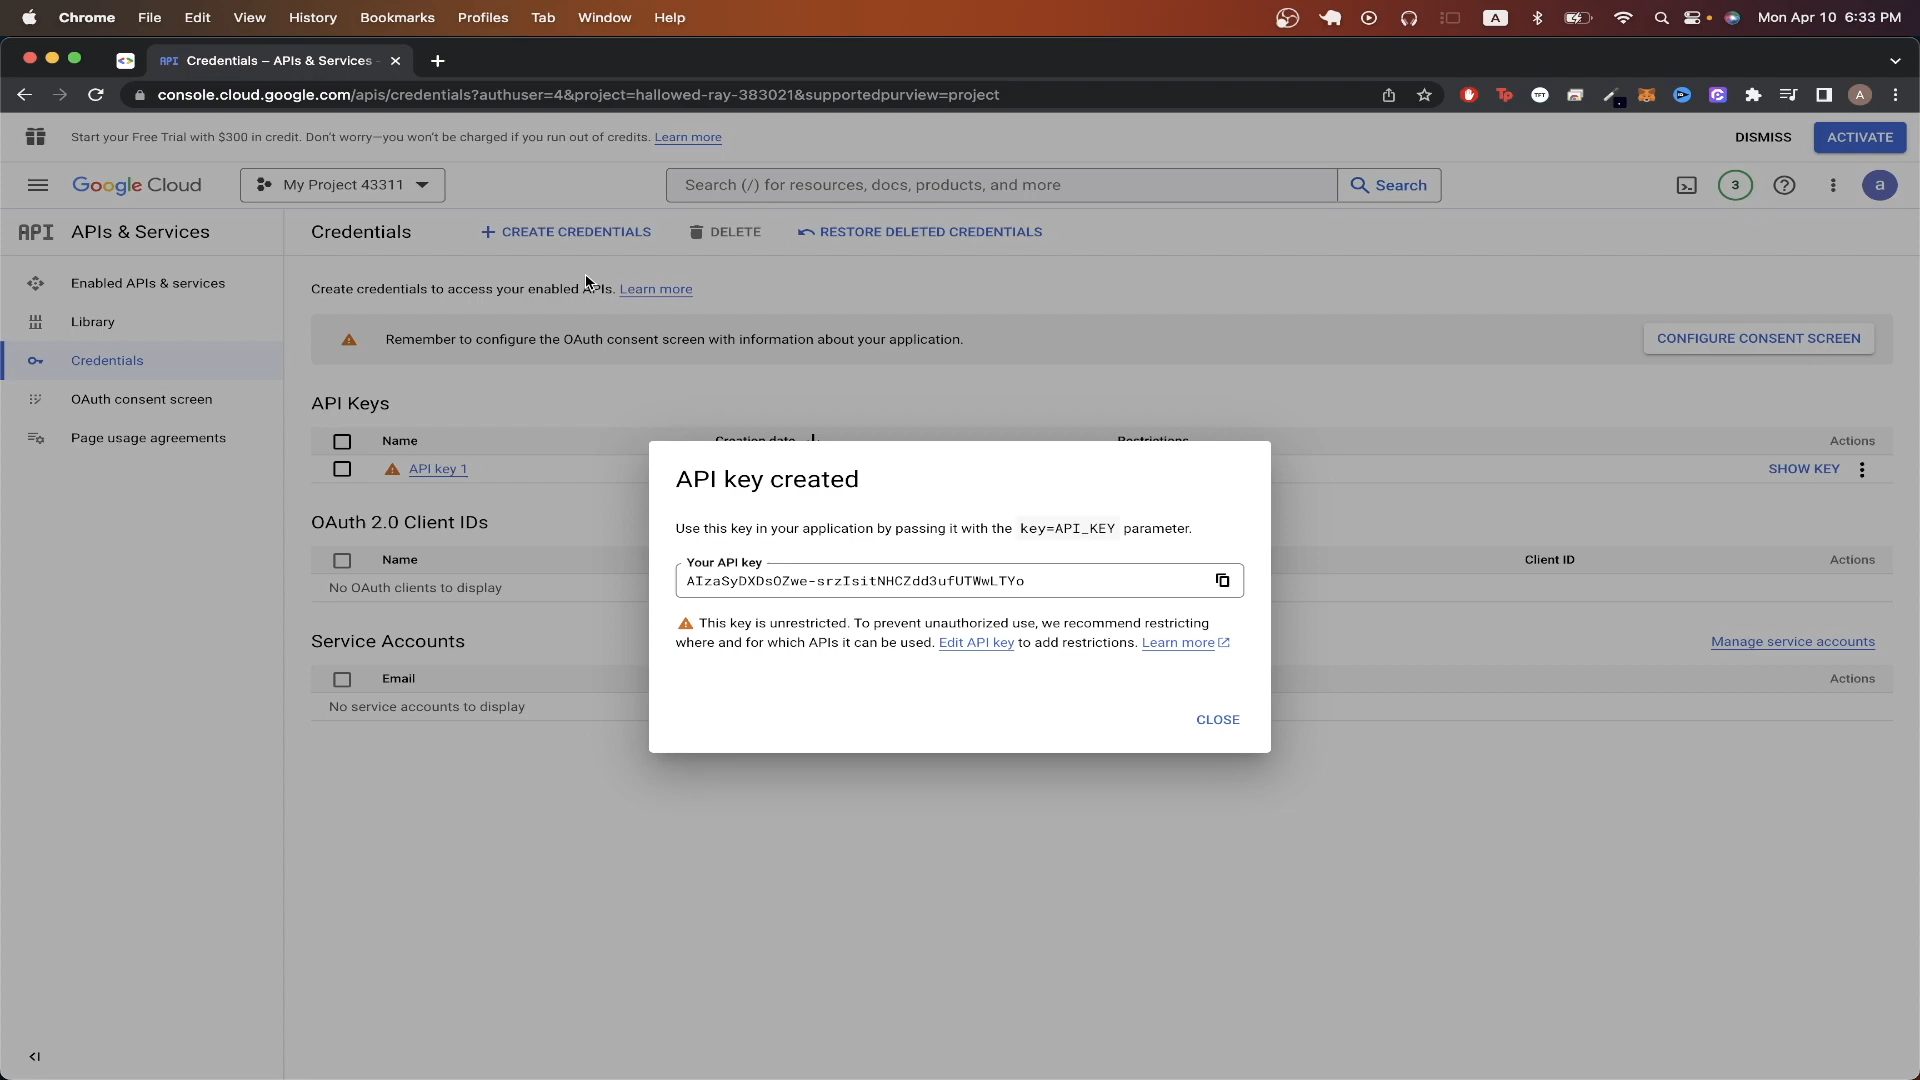 Chrome File Edit View History Bookmarks Profiles Tab Window Help A Mon Apr 10 6:33 PM
API Credentials – APIs & Services
console.cloud.google.com/apis/credentials?authuser=4&project=hallowed-ray-383021&supportedpurview=project
Start your Free Trial with $300 in credit. Don't worry—you won't be charged if you run out of credits. Learn more DISMISS ACTIVATE
Google Cloud My Project 43311 Search (/) for resources, docs, products, and more Search 3 a
API APIs & Services
Enabled APIs & services
Library
Credentials
OAuth consent screen
Page usage agreements
Credentials + CREATE CREDENTIALS DELETE RESTORE DELETED CREDENTIALS
Create credentials to access your enabled APIs. Learn more
Remember to configure the OAuth consent screen with information about your application. CONFIGURE CONSENT SCREEN
API Keys
Name Creation date Restrictions Actions
API key 1 SHOW KEY
OAuth 2.0 Client IDs
Name Client ID Actions
No OAuth clients to display
Service Accounts Manage service accounts
Email Actions
No service accounts to display
API key created
Use this key in your application by passing it with the key=API_KEY parameter.
Your API key
AIzaSyDXDsOZwe-srzIsitNHCZdd3ufUTWwLTYo
This key is unrestricted. To prevent unauthorized use, we recommend restricting
where and for which APIs it can be used. Edit API key to add restrictions. Learn more
CLOSE